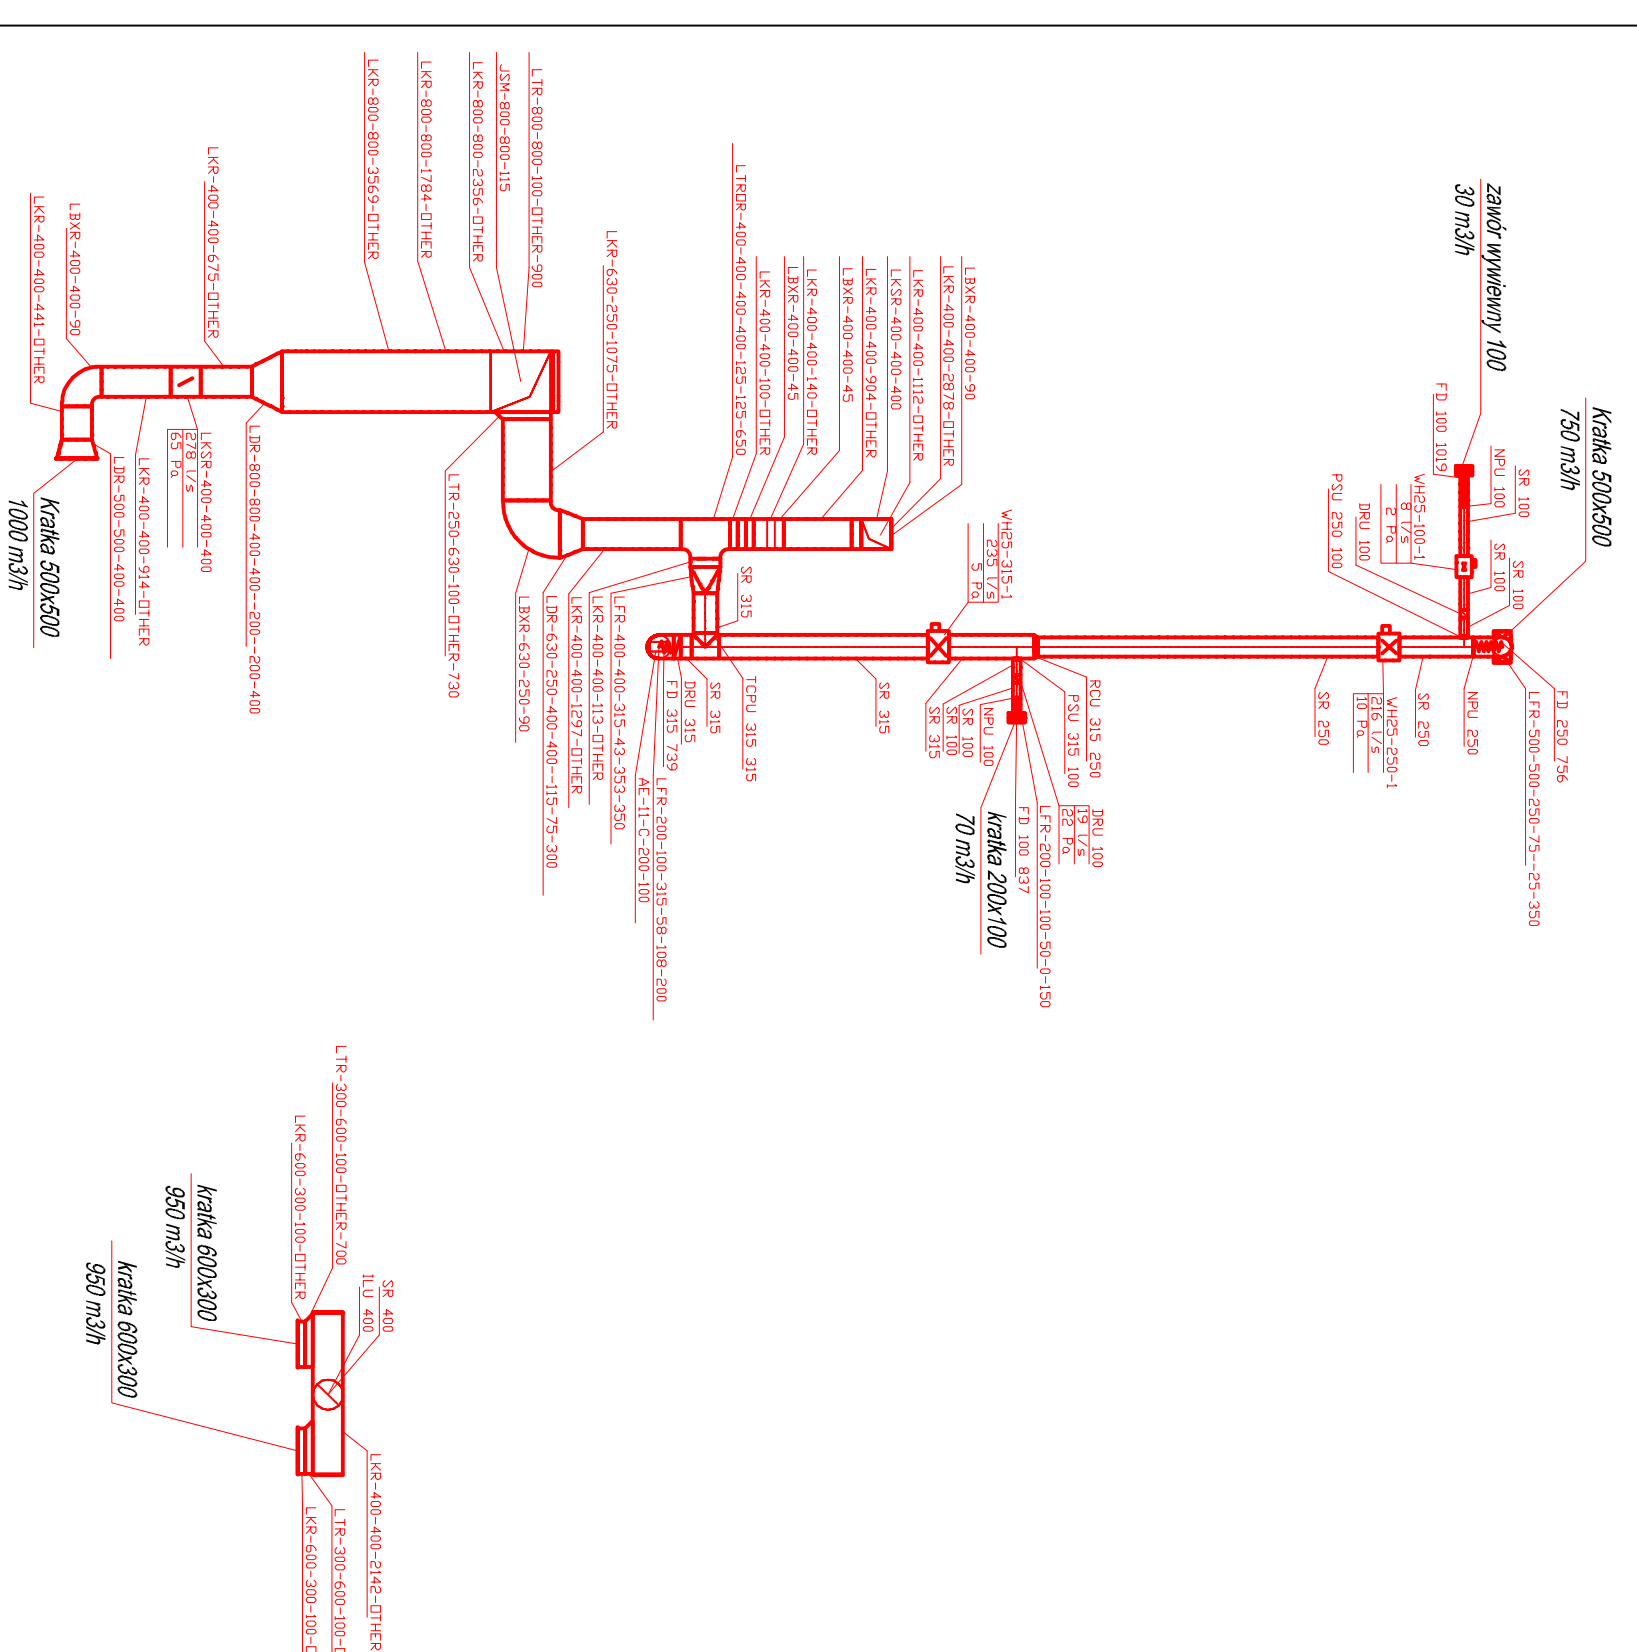 zawór wywiewny 100
30 m3/h
Kratka 500x500
750 m3/h
FD 100 1019
NPU 100
SR 100
WH25-100-1
8 l/s
2 Pa
SR 100
SR 100
DRU 100
PSU 250 100
FD 250 756
LFR-500-500-250-75--25-350
NPU 250
SR 250
WH25-250-1
216 l/s
10 Pa
SR 250
LTR-800-800-100-OTHER-900
JSM-800-800-115
LKR-800-800-2356-OTHER
LKR-800-800-1784-OTHER
LKR-800-800-3569-OTHER
LKR-400-400-675-OTHER
LBXR-400-400-90
LKR-400-400-441-OTHER
LKR-630-250-1075-OTHER
LBXR-400-400-90
LKR-400-400-2878-OTHER
LKR-400-400-1112-OTHER
LKSR-400-400-400
LKR-400-400-904-OTHER
LBXR-400-400-45
LKR-400-400-140-OTHER
LBXR-400-400-45
LKR-400-400-100-OTHER
LTROR-400-400-400-400-125-125-650
WH25-315-1
235 l/s
5 Pa
SR 315
RCU 315 250
PSU 315 100
DRU 100
19 l/s
22 Pa
LFR-200-100-100-50-0-150
FD 100 837
NPU 100
SR 100
SR 100
SR 315
kratka 200x100
70 m3/h
SR 315
TCPU 315 315
SR 315
DRU 315
FD 315 739
LFR-200-100-315-58-108-200
AE-11-C-200-100
LFR-400-400-315-43-353-350
LKR-400-400-113-OTHER
LKR-400-400-1297-OTHER
LDR-630-250-400-400--115-75-300
LBXR-630-250-90
LTR-250-630-100-OTHER-730
LDR-800-800-400-400--200--200-400
LKSR-400-400-400
278 l/s
65 Pa
LKR-400-400-914-OTHER
LDR-500-500-400-400
Kratka 500x500
1000 m3/h
LTR-300-600-100-OTHER-700
LKR-600-300-100-OTHER
SR 400
ILU 400
kratka 600x300
950 m3/h
kratka 600x300
950 m3/h
LKR-400-400-2142-OTHER
LTR-300-600-100-
LKR-600-300-100-